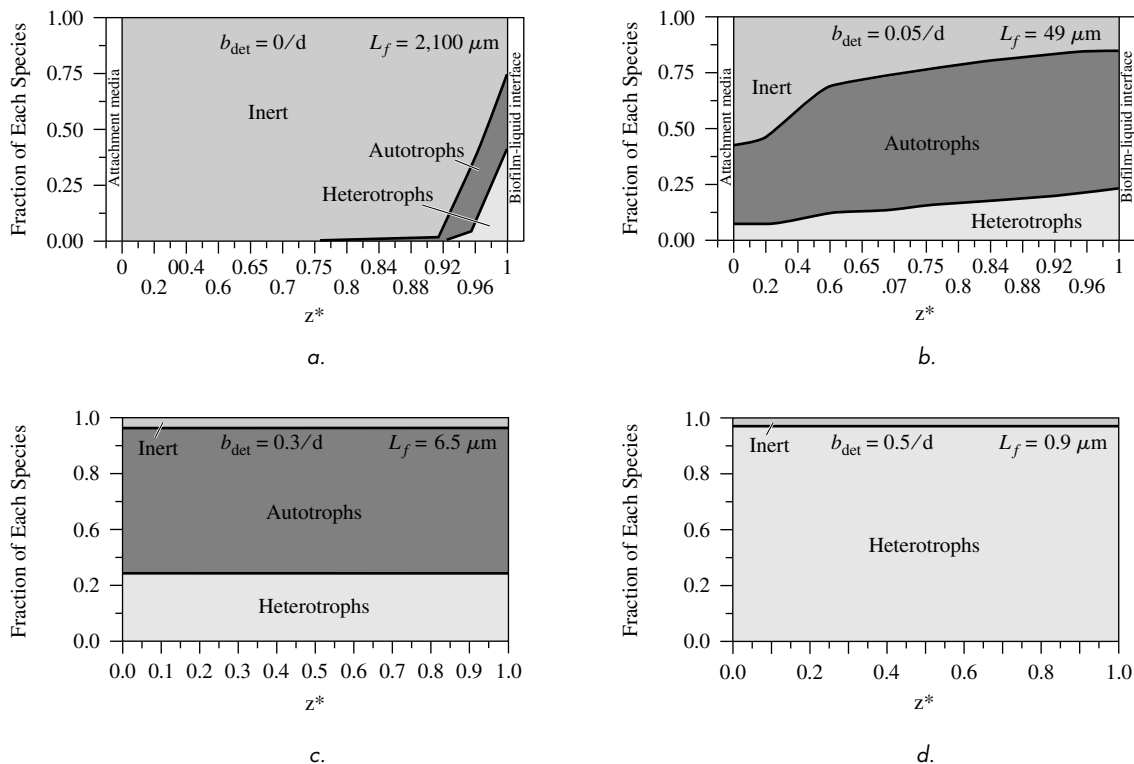 1.00
b_det = 0/d
L_f = 2,100 μm
0.75
Attachment media
Biofilm-liquid interface
Inert
0.50
Autotrophs
0.25
Heterotrophs
0.00
Fraction of Each Species
0 00.4 0.65 0.75 0.84 0.92 1
0.2 0.6 0.7 0.8 0.88 0.96
z*
a.
1.00
b_det = 0.05/d
L_f = 49 μm
0.75
Attachment media
Biofilm-liquid interface
Inert
0.50
Autotrophs
0.25
Heterotrophs
0.00
Fraction of Each Species
0 0.4 0.65 0.75 0.84 0.92 1
0.2 0.6 .07 0.8 0.88 0.96
z*
b.
1.0
Inert
b_det = 0.3/d
L_f = 6.5 μm
0.8
Autotrophs
0.6
0.2
Heterotrophs
0.0
Fraction of Each Species
0.0 0.1 0.2 0.3 0.4 0.5 0.6 0.7 0.8 0.9 1.0
z*
c.
1.0
Inert
b_det = 0.5/d
L_f = 0.9 μm
0.8
0.6
Heterotrophs
0.2
0.0
Fraction of Each Species
0.0 0.2 0.4 0.6 0.8 1.0
z*
d.